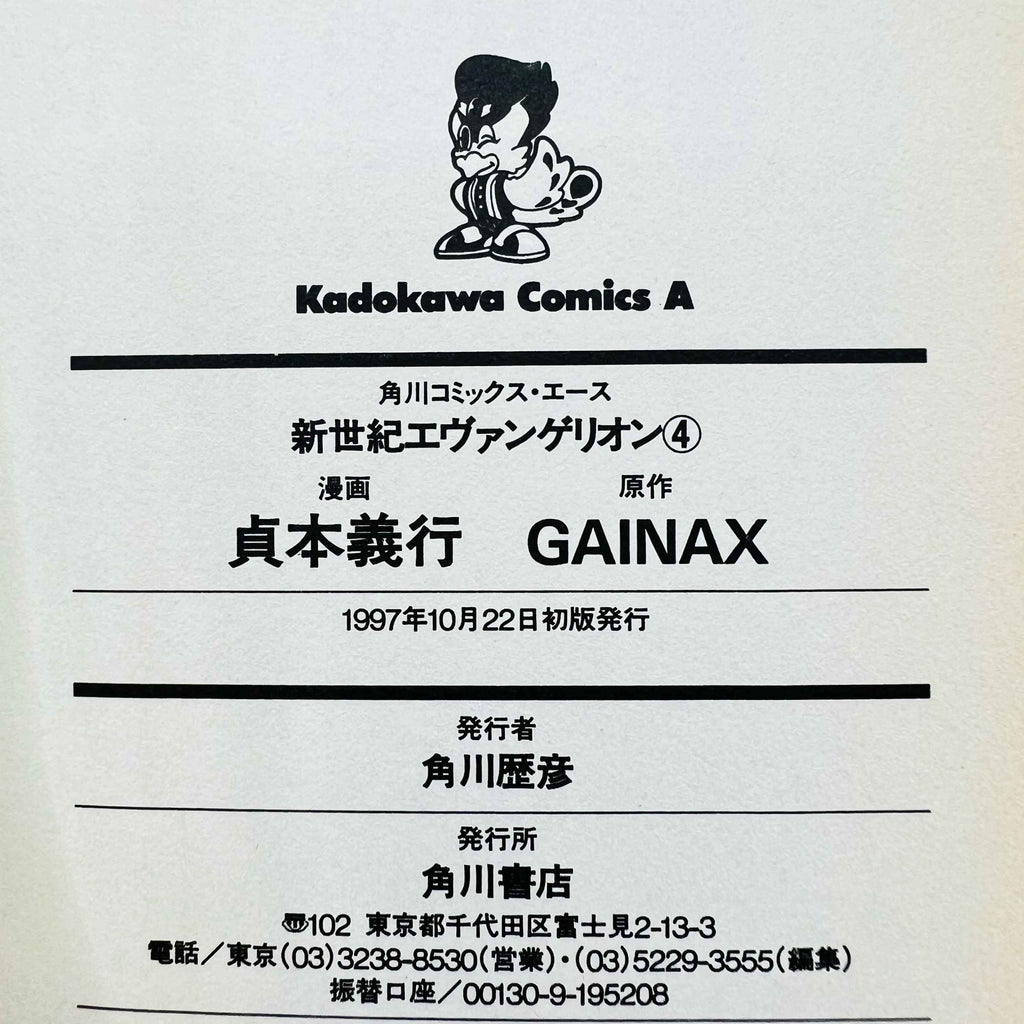 Kadokawa Comics A
角川コミックス・エース
新世紀エヴァンゲリオン④
漫画 原作
貞本義行 GAINAX
1997年10月22日初版発行
発行者
角川歴彦
発行所
角川書店
〠102 東京都千代田区富士見2-13-3
電話/東京(03)3238-8530(営業)・(03)5229-3555(編集)
振替口座/00130-9-195208